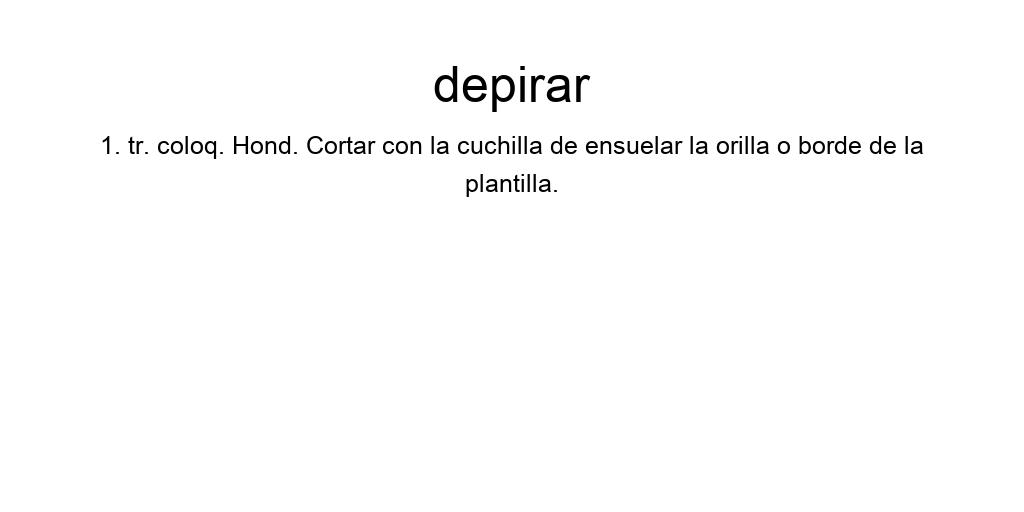 depirar
1. tr. coloq. Hond. Cortar con la cuchilla de ensuelar la orilla o borde de la
plantilla.